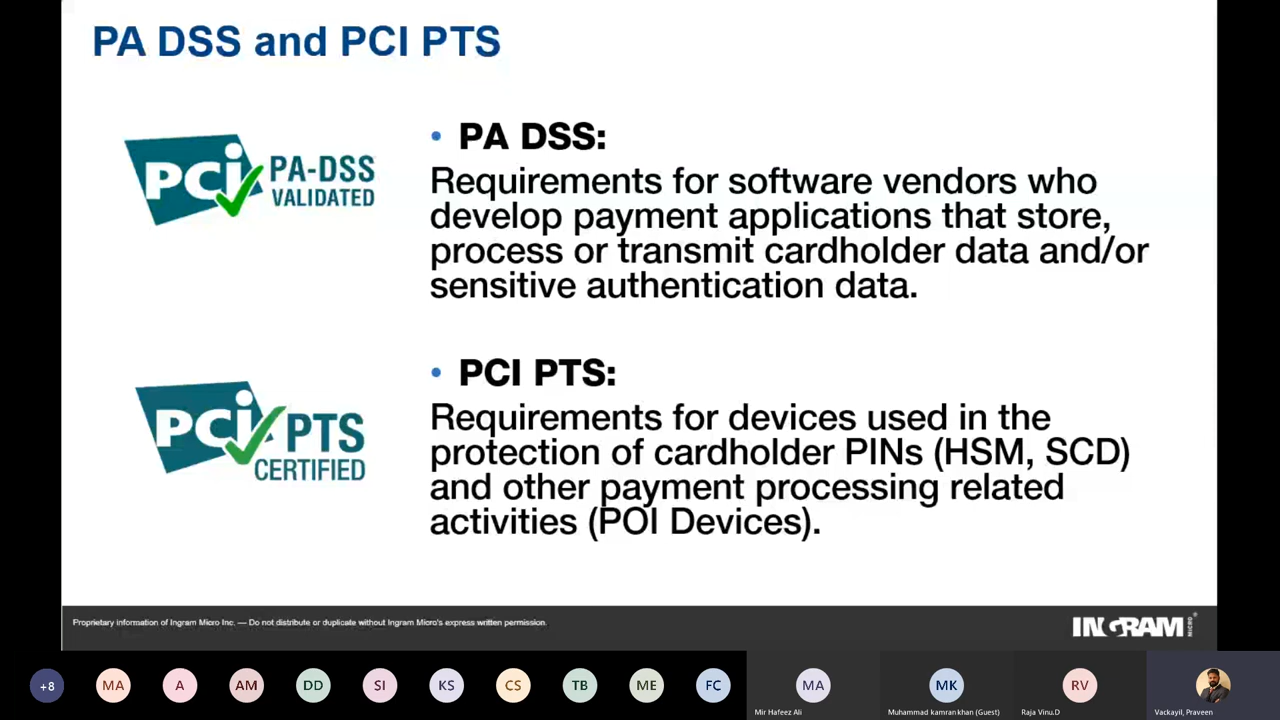 PA DSS and PCI PTS
PCi PA-DSS
VALIDATED
• PA DSS:
Requirements for software vendors who
develop payment applications that store,
process or transmit cardholder data and/or
sensitive authentication data.
PCi PTS
CERTIFIED
• PCI PTS:
Requirements for devices used in the
protection of cardholder PINs (HSM, SCD)
and other payment processing related
activities (POI Devices).
Proprietary information of Ingram Micro Inc. — Do not distribute or duplicate without Ingram Micro's express written permission.
INGRAM MICRO
+8 MA A AM DD SI KS CS TB ME FC MA MK RV
Mir Hafeez Ali Muhammad kamran khan (Guest) Raja Vinu.D Vackayil, Praveen